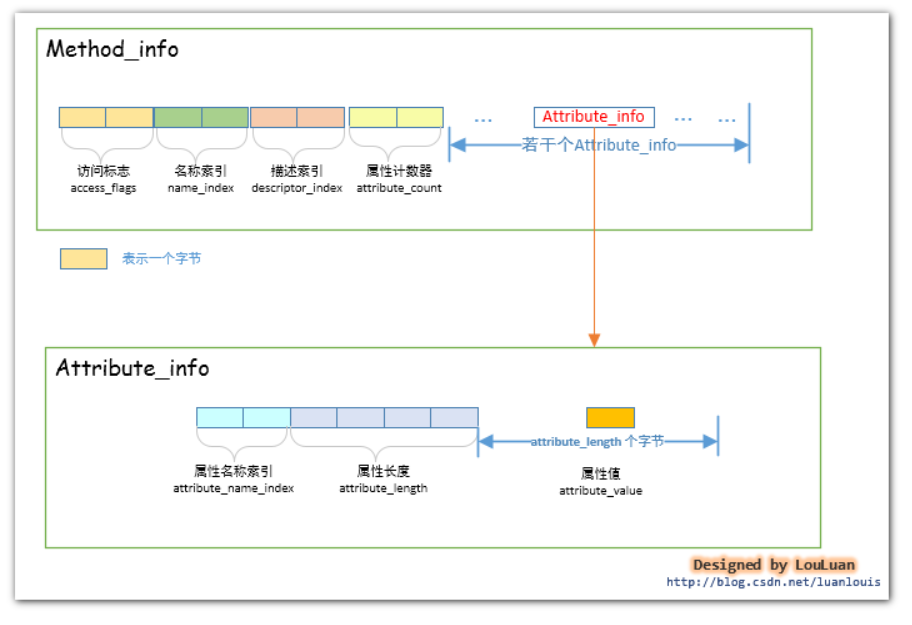 Method_info
... Attribute_info ... ...
若干个Attribute_info
访问标志 名称索引 描述索引 属性计数器
access_flags name_index descriptor_index attribute_count
表示一个字节
Attribute_info
attribute_length 个字节
属性名称索引 属性长度 属性值
attribute_name_index attribute_length attribute_value
Designed by LouLuan
http://blog.csdn.net/luanlouis